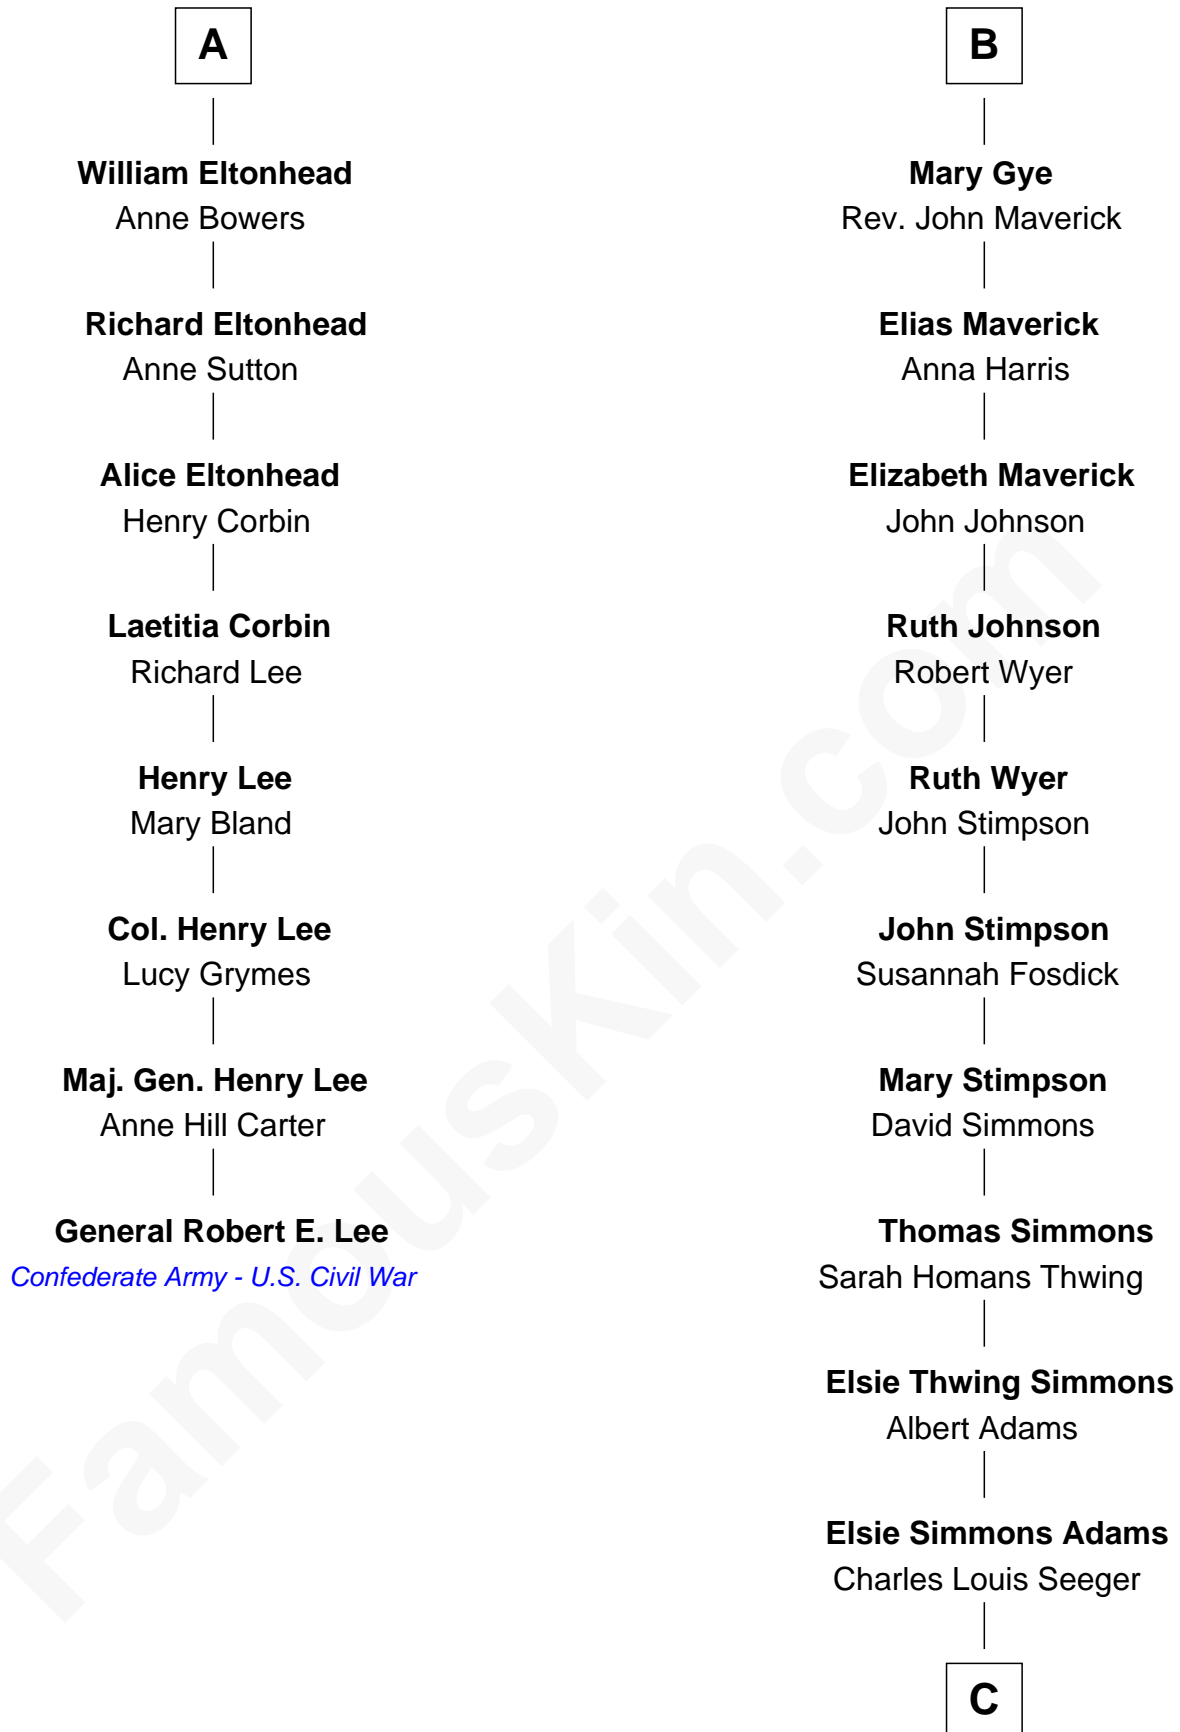 A
William Eltonhead
Anne Bowers
Richard Eltonhead
Anne Sutton
Alice Eltonhead
Henry Corbin
Laetitia Corbin
Richard Lee
Henry Lee
Mary Bland
Col. Henry Lee
Lucy Grymes
Maj. Gen. Henry Lee
Anne Hill Carter
General Robert E. Lee
Confederate Army - U.S. Civil War
B
Mary Gye
Rev. John Maverick
Elias Maverick
Anna Harris
Elizabeth Maverick
John Johnson
Ruth Johnson
Robert Wyer
Ruth Wyer
John Stimpson
John Stimpson
Susannah Fosdick
Mary Stimpson
David Simmons
Thomas Simmons
Sarah Homans Thwing
Elsie Thwing Simmons
Albert Adams
Elsie Simmons Adams
Charles Louis Seeger
C
FamousKin.com